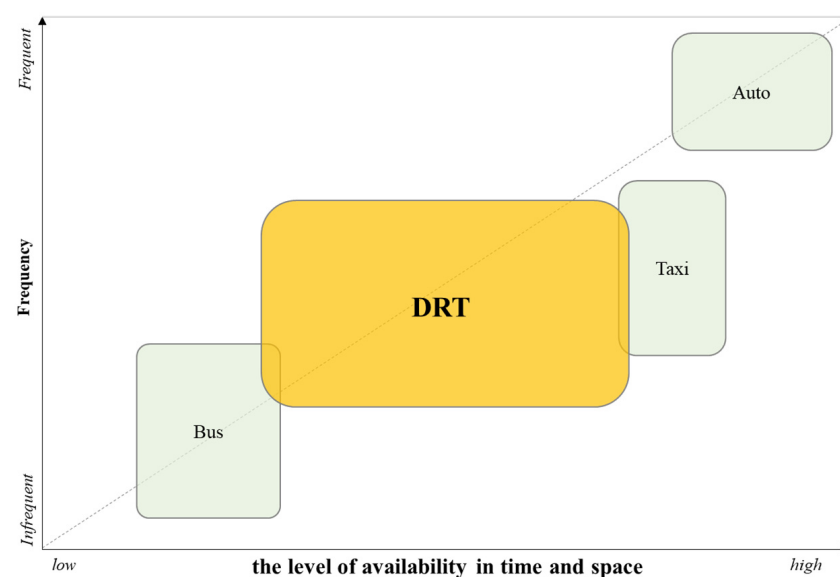 Frequent
Auto
Frequency
Taxi
DRT
Bus
Infrequent
low
the level of availability in time and space
high